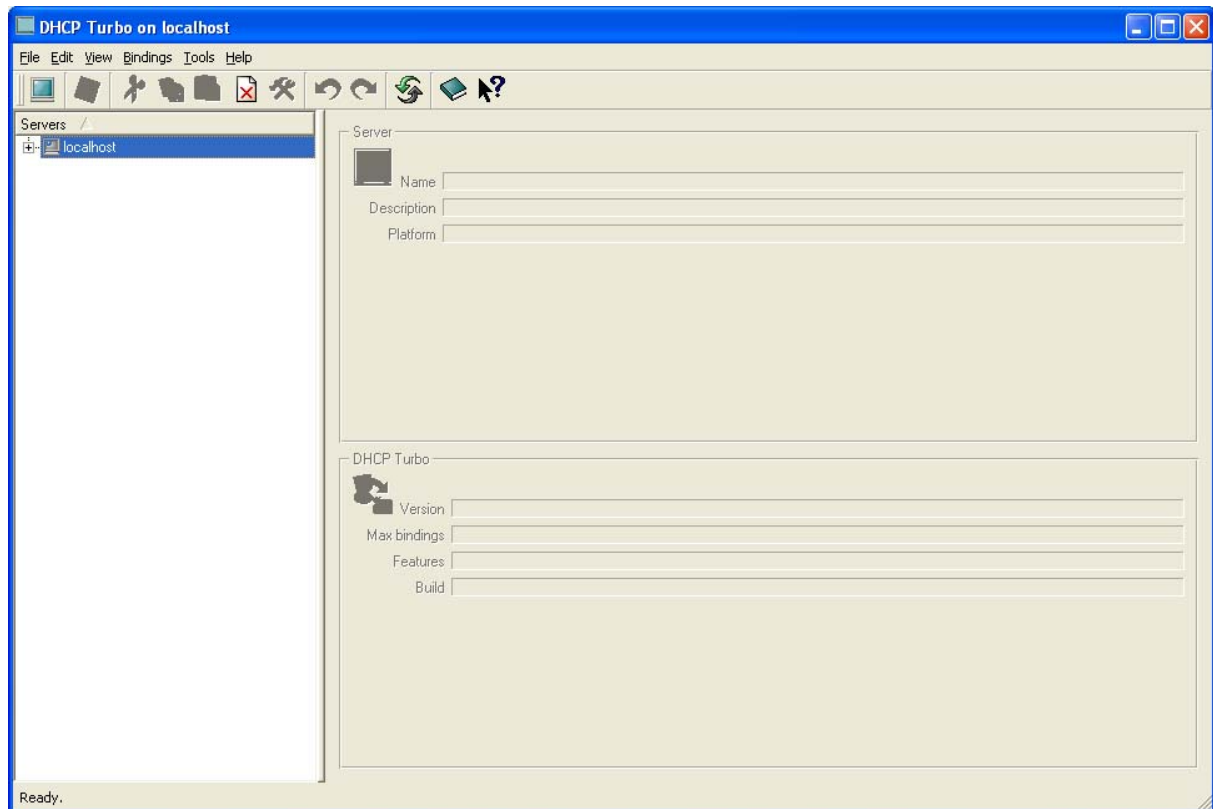 DHCP Turbo on localhost
File Edit View Bindings Tools Help
Servers
localhost
Server
Name
Description
Platform
DHCP Turbo
Version
Max bindings
Features
Build
Ready.